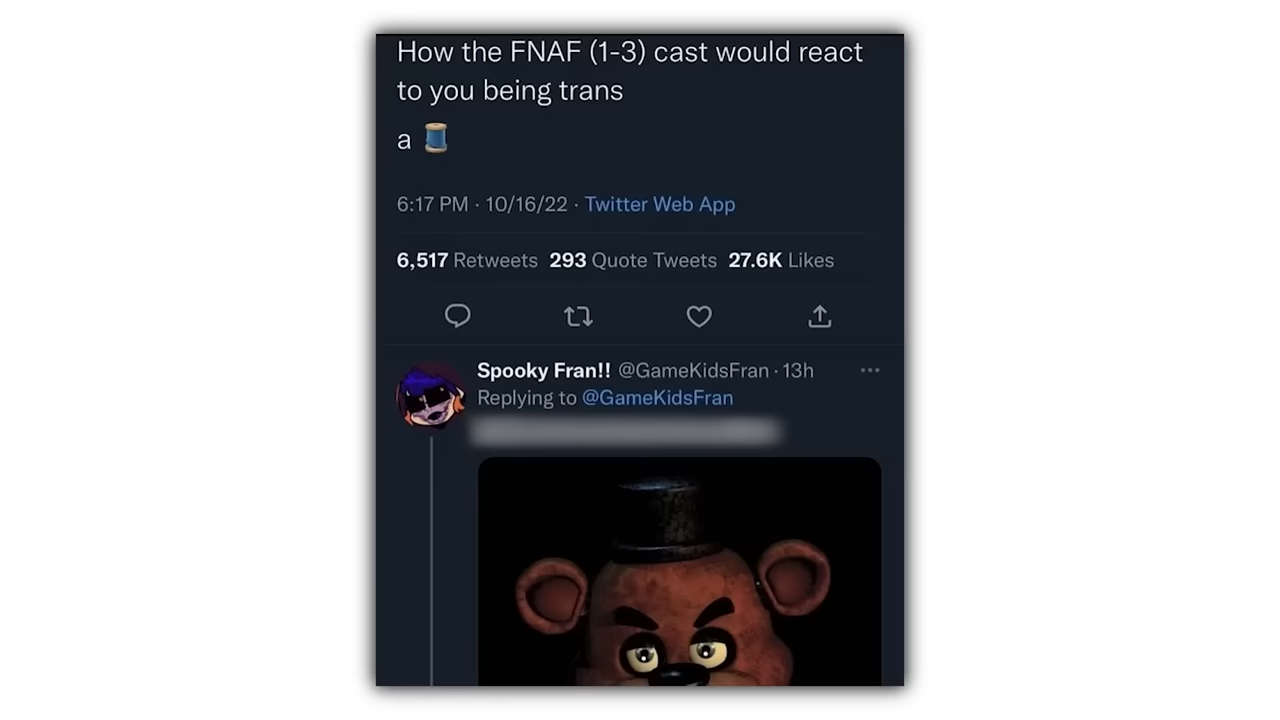 How the FNAF (1-3) cast would react
to you being trans
a 🧵
6:17 PM · 10/16/22 · Twitter Web App
6,517 Retweets 293 Quote Tweets 27.6K Likes
Spooky Fran!! @GameKidsFran · 13h
Replying to @GameKidsFran